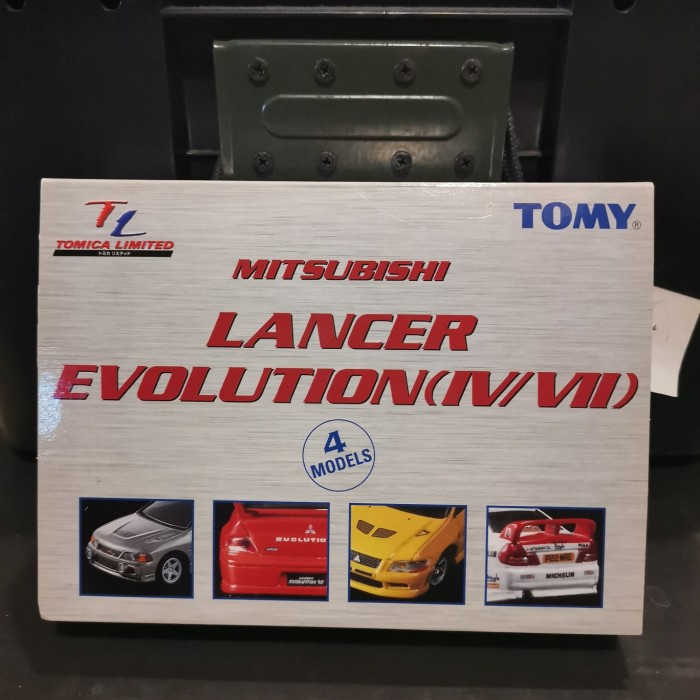 TL
TOMICA LIMITED
トミカ リミテッド
TOMY®
MITSUBISHI
LANCER
EVOLUTION(IV/VII)
4
MODELS
EVOLUTIO
MICHELIN